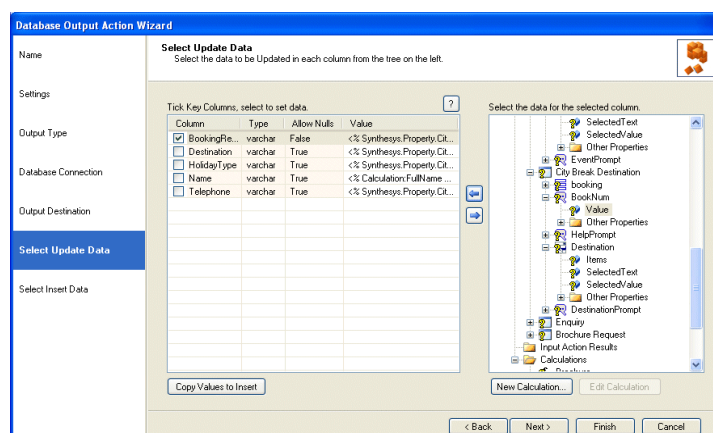 Database Output Action Wizard
Name
Settings
Output Type
Database Connection
Output Destination
Select Update Data
Select Insert Data
Select Update Data
Select the data to be Updated in each column from the tree on the left.
Tick Key Columns, select to set data.
?
Column Type Allow Nulls Value
BookingRe... varchar False <% Synthesys.Property.Cit...
Destination varchar True <% Synthesys.Property.Cit...
HolidayType varchar True <% Synthesys.Property.Cit...
Name varchar True <% Calculation:FullName ...
Telephone varchar True <% Synthesys.Property.Cit...
Copy Values to Insert
Select the data for the selected column.
SelectedText
SelectedValue
Other Properties
EventPrompt
City Break Destination
booking
BookNum
Value
Other Properties
HelpPrompt
Destination
Items
SelectedText
SelectedValue
Other Properties
DestinationPrompt
Enquiry
Brochure Request
Input Action Results
Calculations
New Calculation... Edit Calculation
< Back Next > Finish Cancel